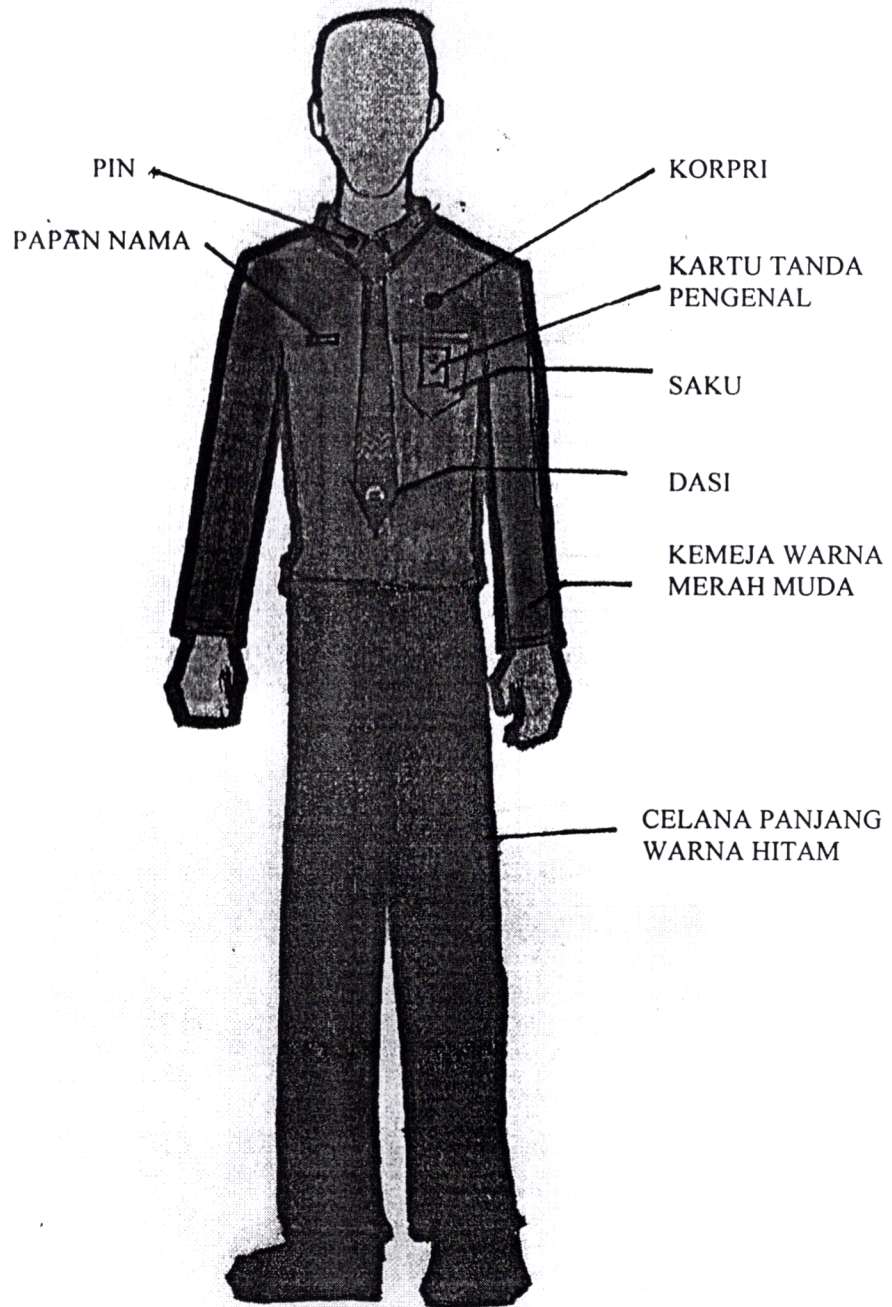 PIN
PAPAN NAMA
KORPRI
KARTU TANDA
PENGENAL
SAKU
DASI
KEMEJA WARNA
MERAH MUDA
CELANA PANJANG
WARNA HITAM